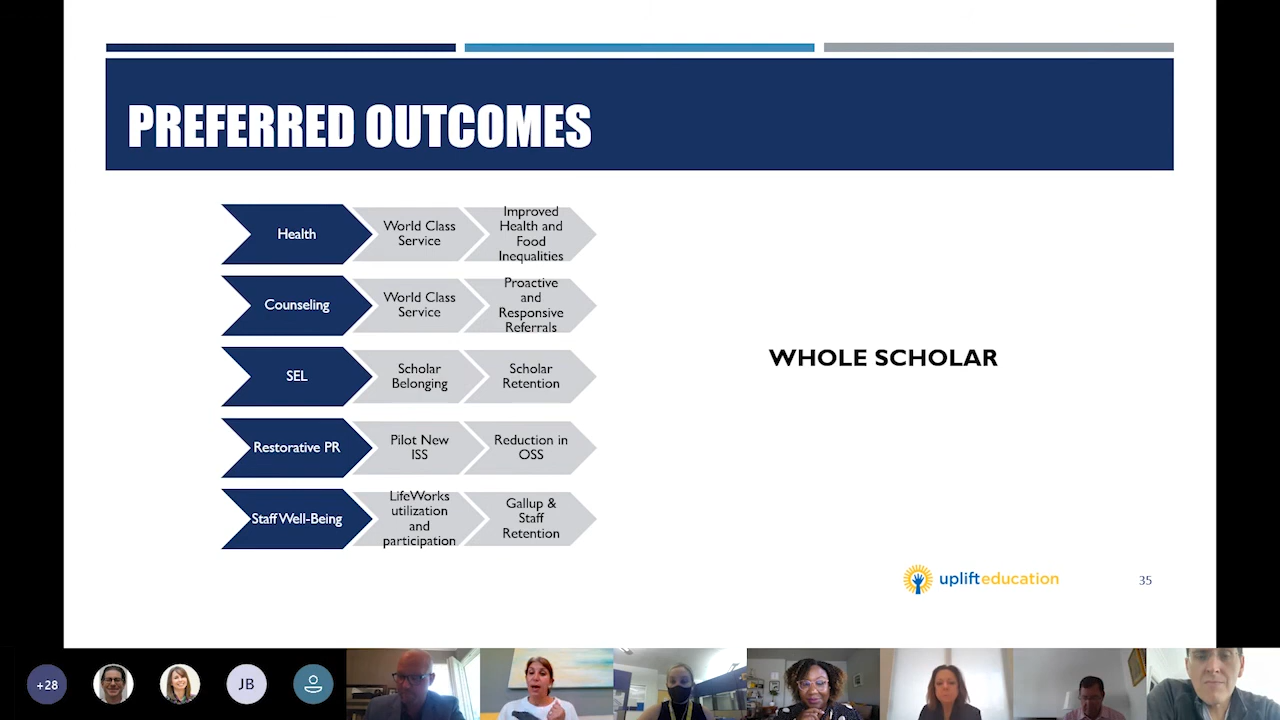 PREFERRED OUTCOMES
Health
World Class
Service
Improved
Health and
Food
Inequalities
Counseling
World Class
Service
Proactive
and
Responsive
Referrals
SEL
Scholar
Belonging
Scholar
Retention
Restorative PR
Pilot New
ISS
Reduction in
OSS
Staff Well-Being
LifeWorks
utilization
and
participation
Gallup &
Staff
Retention
WHOLE SCHOLAR
uplifteducation
35
+28
JB